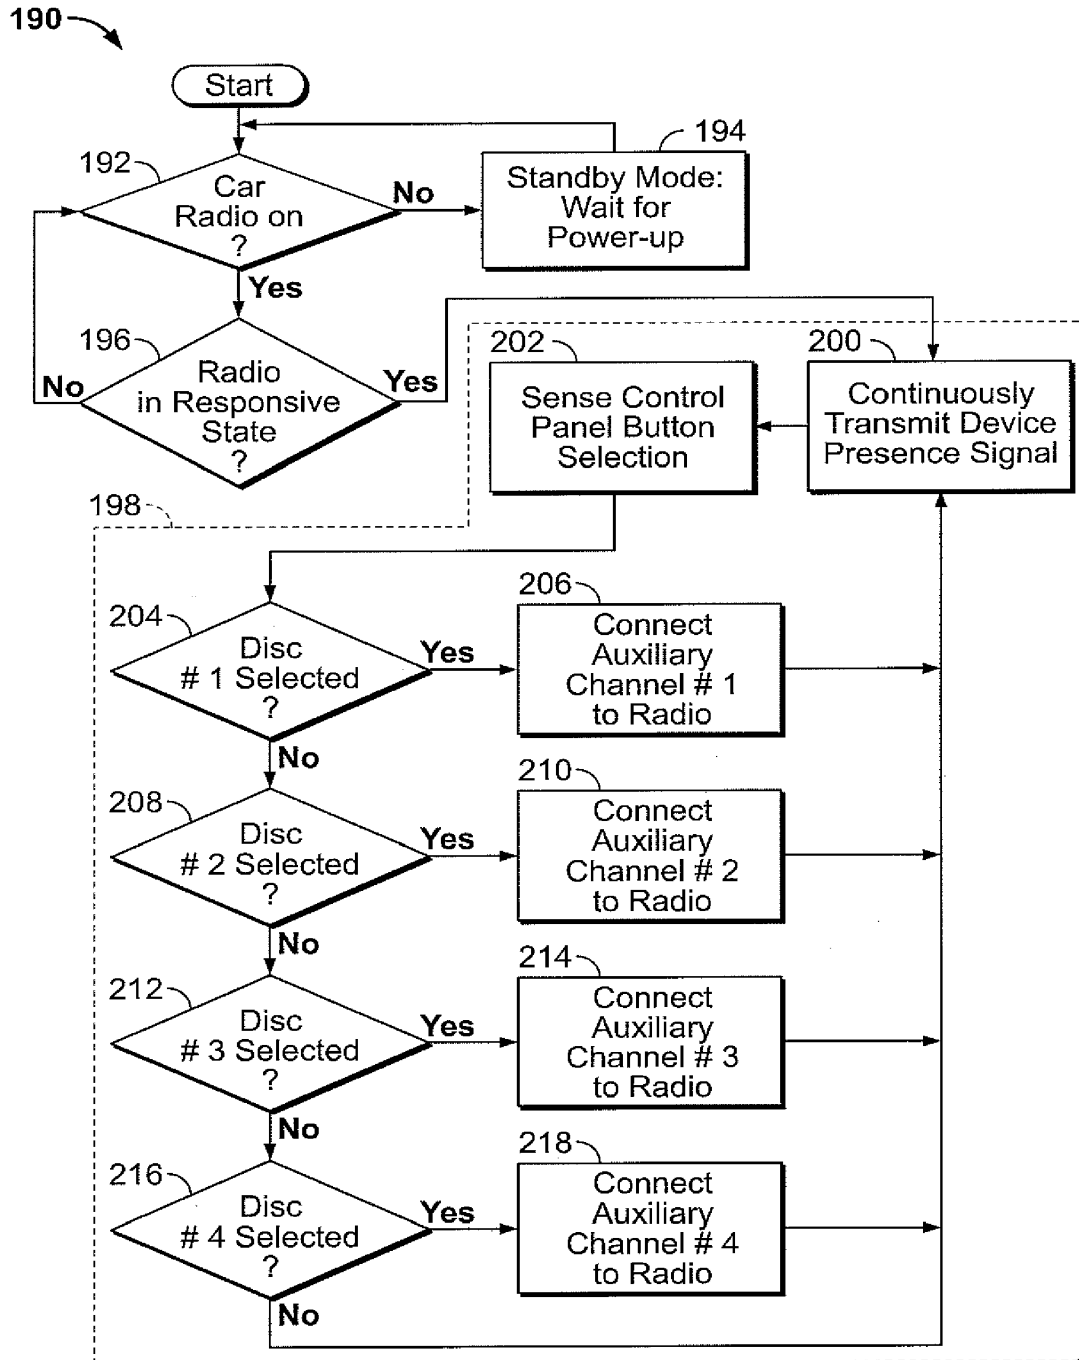 190
Start
192
Car
Radio on
?
No
194
Standby Mode:
Wait for
Power-up
Yes
196
Radio
in Responsive
State
?
No
Yes
202
Sense Control
Panel Button
Selection
200
Continuously
Transmit Device
Presence Signal
198
204
Disc
# 1 Selected
?
Yes
206
Connect
Auxiliary
Channel # 1
to Radio
No
208
Disc
# 2 Selected
?
Yes
210
Connect
Auxiliary
Channel # 2
to Radio
No
212
Disc
# 3 Selected
?
Yes
214
Connect
Auxiliary
Channel # 3
to Radio
No
216
Disc
# 4 Selected
?
Yes
218
Connect
Auxiliary
Channel # 4
to Radio
No